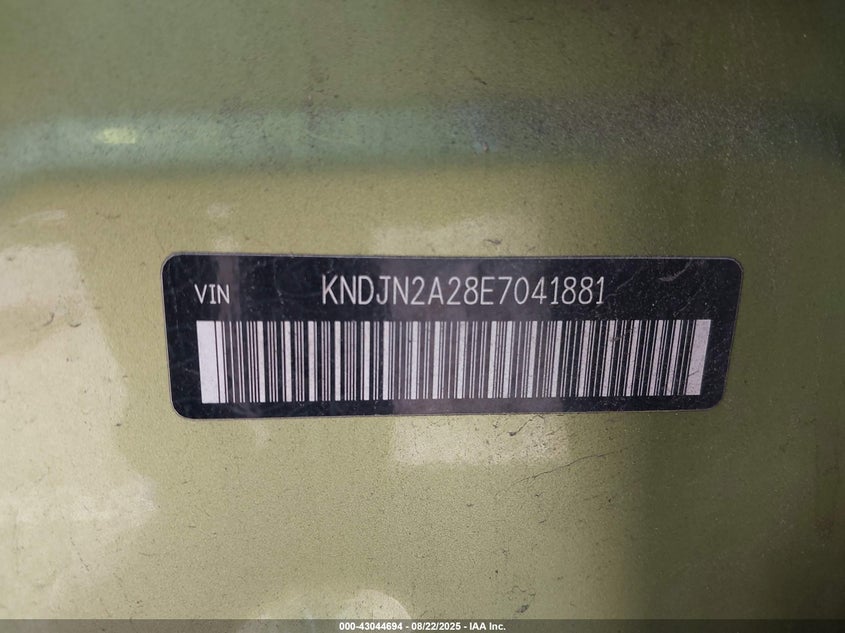 VIN KNDJN2A28E7041881
000-43044694 - 08/22/2025 - IAA Inc.